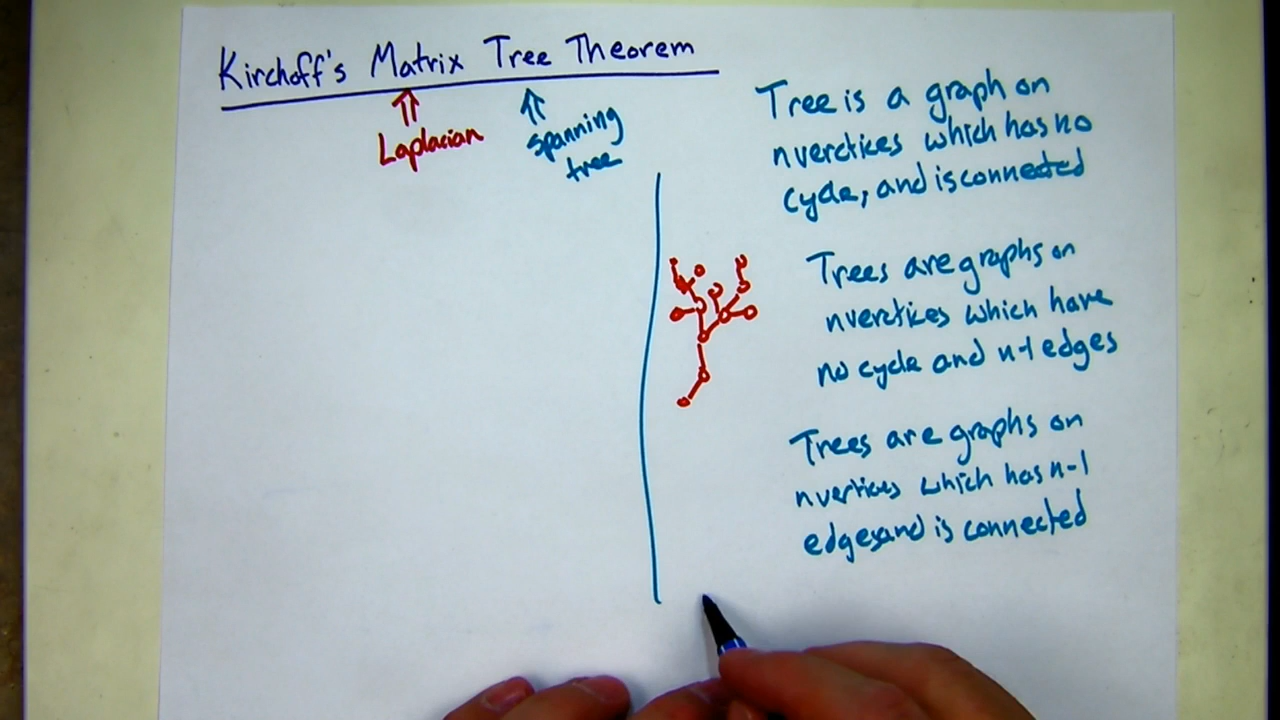 Kirchoff's Matrix Tree Theorem
Laplacian
Spanning
tree
Tree is a graph on
n verctices which has no
cycle, and is connected
Trees are graphs on
n verctices which have
no cycle and n-1 edges
Trees are graphs on
n vertices which has n-1
edges and is connected